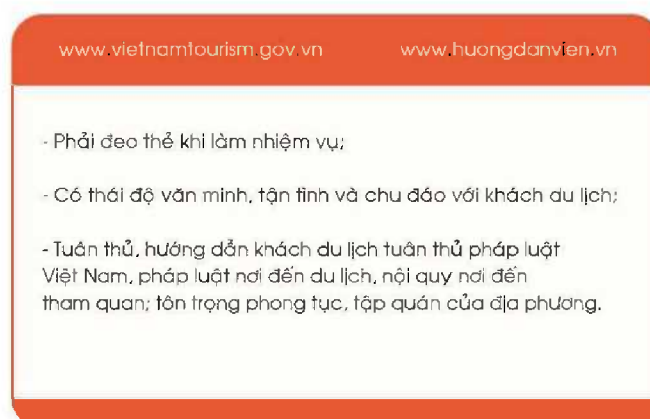 www.vietnamtourism.gov.vn www.huongdanvien.vn
- Phải đeo thẻ khi làm nhiệm vụ;
- Có thái độ văn minh, tận tình và chu đáo với khách du lịch;
- Tuân thủ, hướng dẫn khách du lịch tuân thủ pháp luật
Việt Nam, pháp luật nơi đến du lịch, nội quy nơi đến
tham quan; tôn trọng phong tục, tập quán của địa phương.